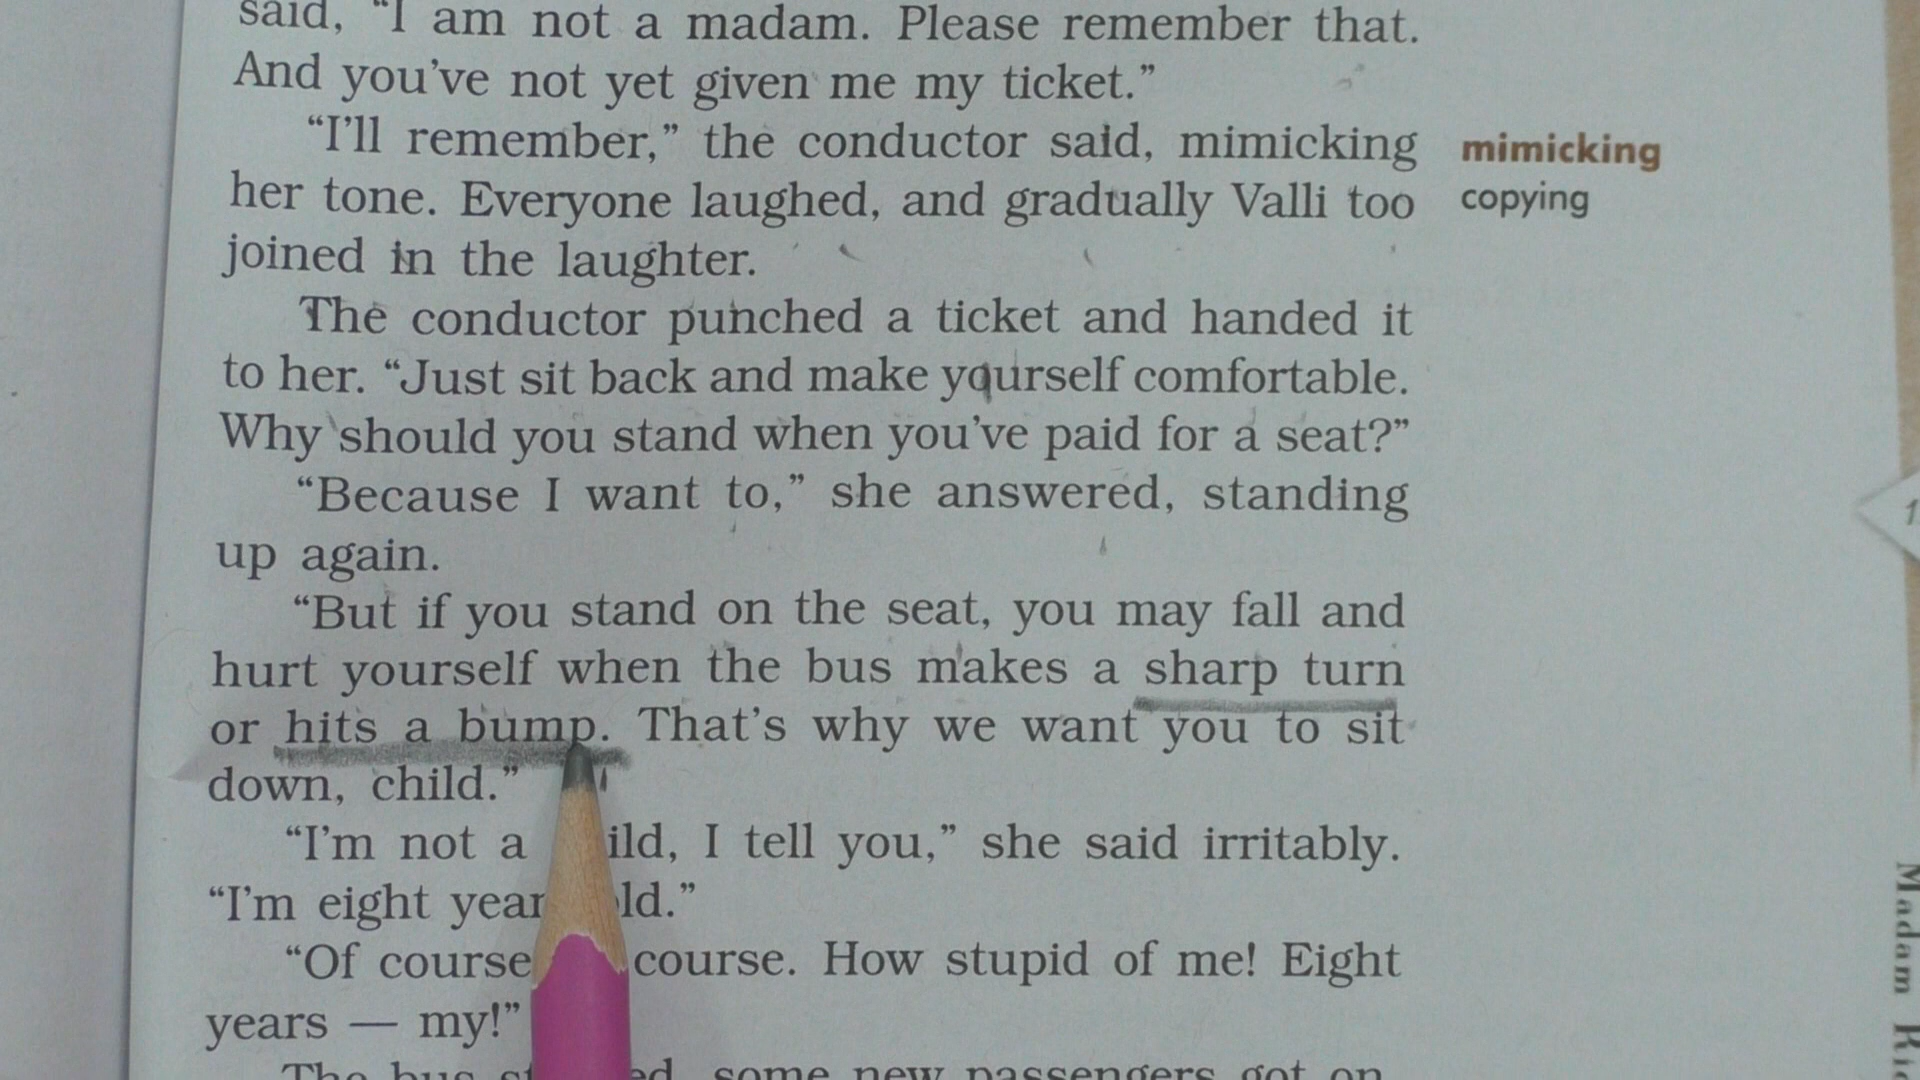 said, “I am not a madam. Please remember that.
And you’ve not yet given me my ticket.”
“I’ll remember,” the conductor said, mimicking
her tone. Everyone laughed, and gradually Valli too
joined in the laughter.
mimicking
copying
The conductor punched a ticket and handed it
to her. “Just sit back and make yourself comfortable.
Why should you stand when you’ve paid for a seat?”
“Because I want to,” she answered, standing
up again.
“But if you stand on the seat, you may fall and
hurt yourself when the bus makes a sharp turn
or hits a bump. That’s why we want you to sit
down, child.”
“I’m not a ild, I tell you,” she said irritably.
“I’m eight year ld.”
“Of course course. How stupid of me! Eight
years — my!”
The bus some new passengers got on
Madam